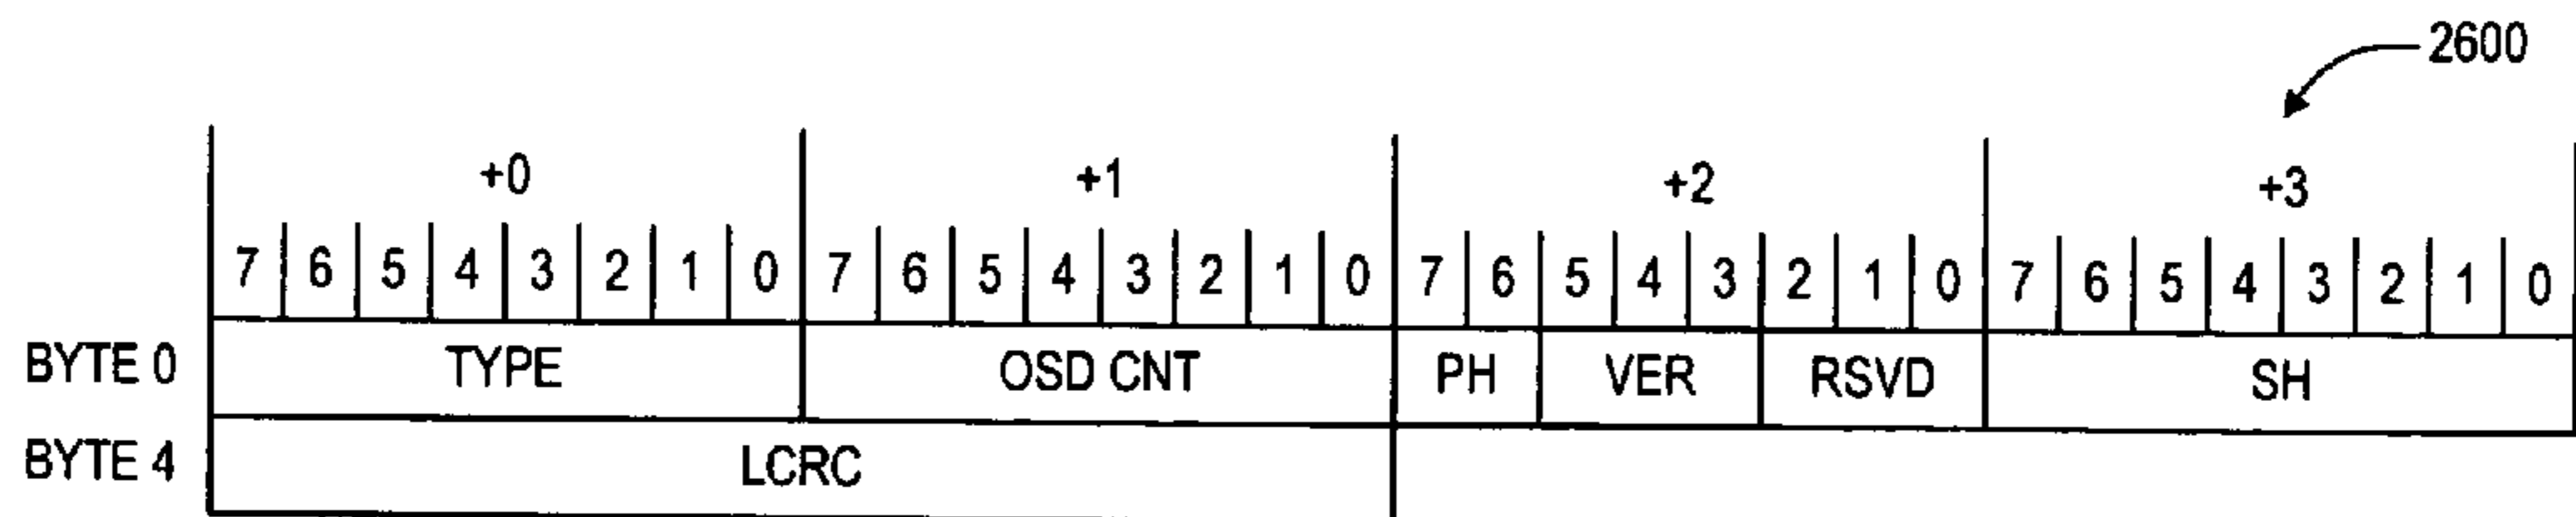 2600
+0 +1 +2 +3
7 6 5 4 3 2 1 0 7 6 5 4 3 2 1 0 7 6 5 4 3 2 1 0 7 6 5 4 3 2 1 0
BYTE 0 TYPE OSD CNT PH VER RSVD SH
BYTE 4 LCRC